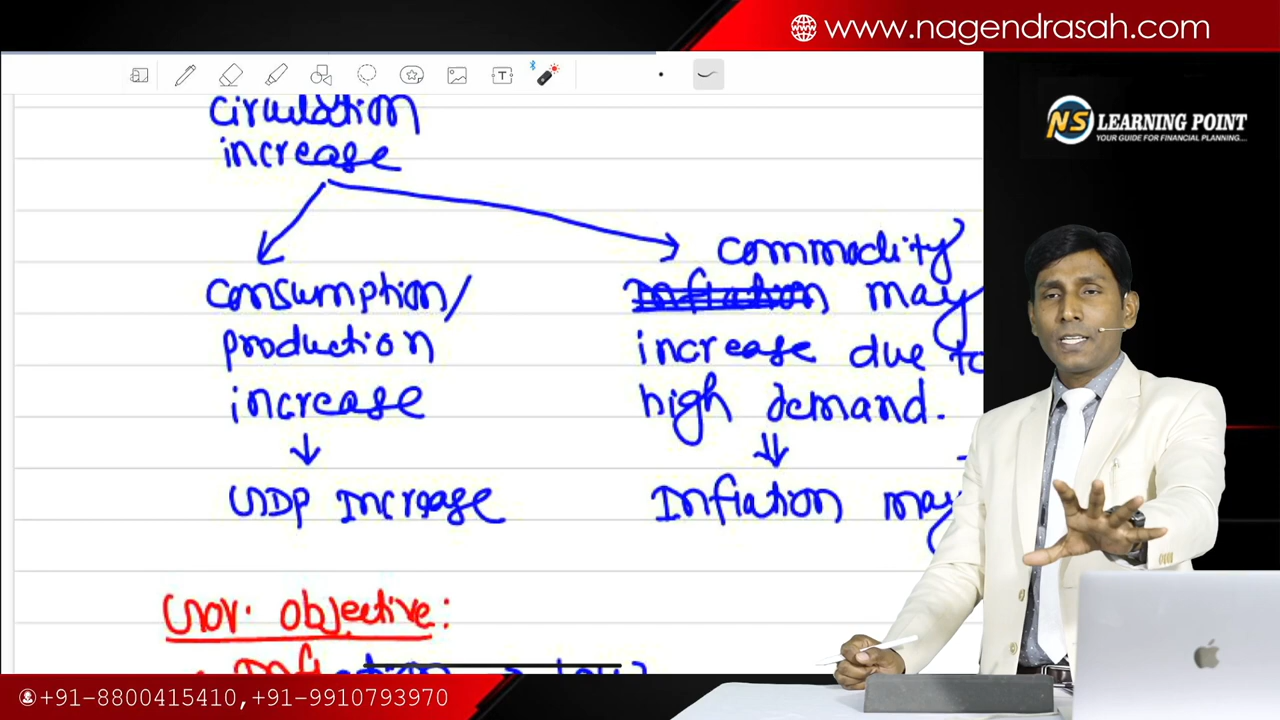 www.nagendrasah.com
NS LEARNING POINT
YOUR GUIDE FOR FINANCIAL PLANNING....
circulation
increase
consumption/
production
increase
↓
GDP Increase
commodity
Inflation may
increase due to
high demand.
⇓
Inflation may
Gov. Objective:
+91-8800415410,+91-9910793970